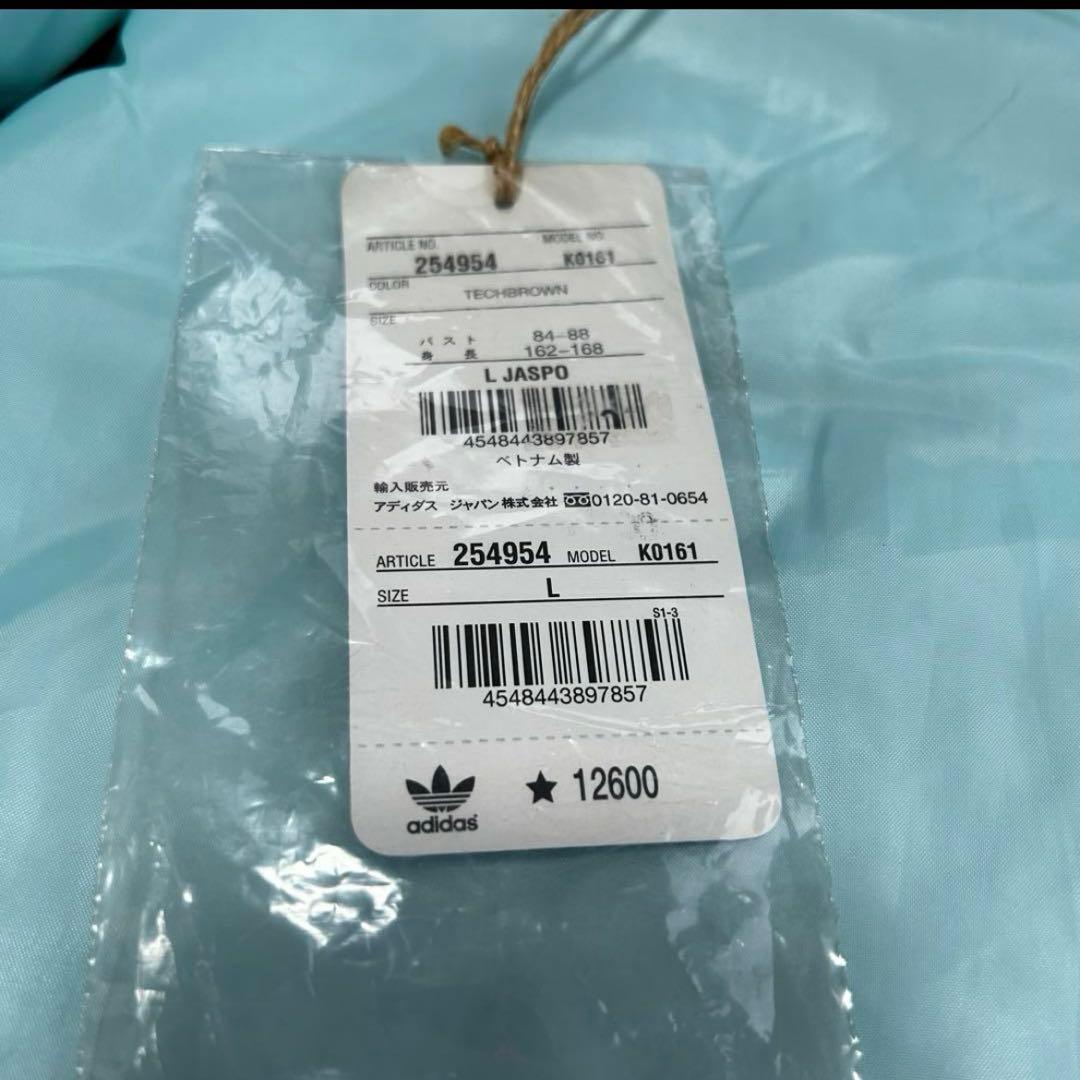 ARTICLE NO. MODEL NO.
254954 K0161
COLOR
TECHBROWN
SIZE
バスト 84-88
身長 162-168
L JASPO
4548443897857
ベトナム製
輸入販売元
アディダス ジャパン株式会社 0120-81-0654
ARTICLE 254954 MODEL K0161
SIZE L
S1-3
4548443897857
adidas ★ 12600